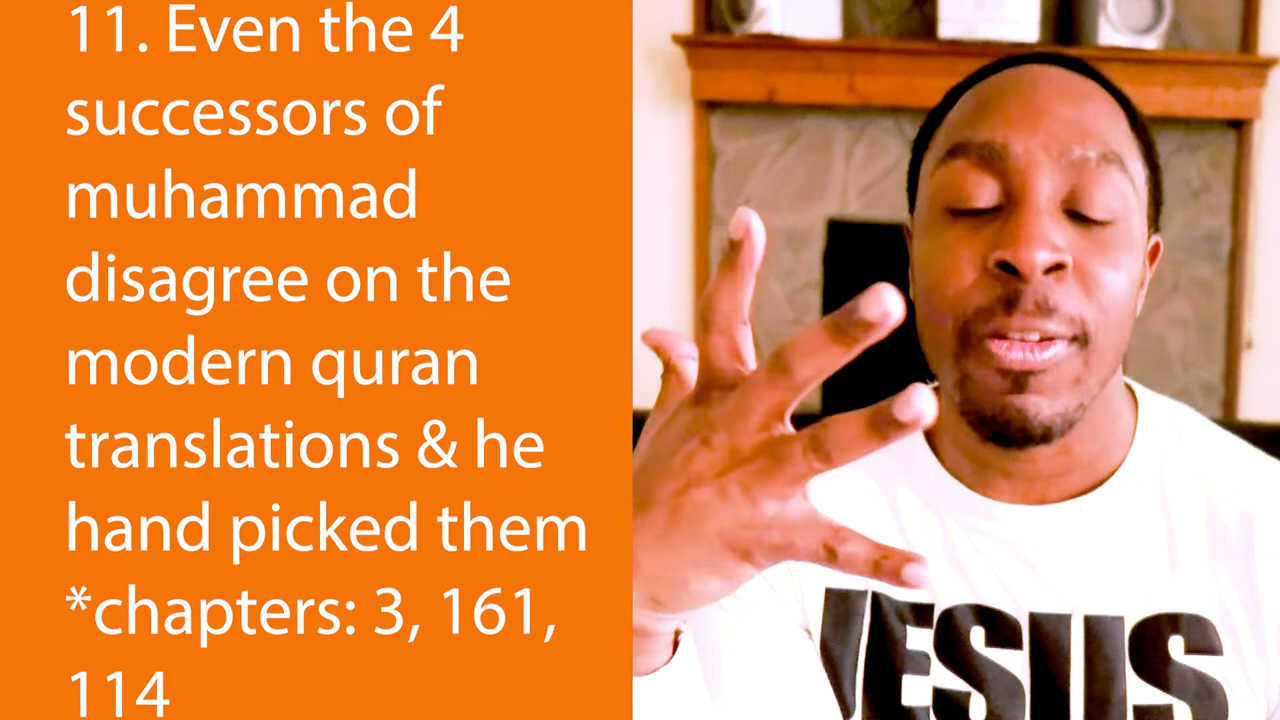 11. Even the 4
successors of
muhammad
disagree on the
modern quran
translations & he
hand picked them
*chapters: 3, 161,
114
JESUS